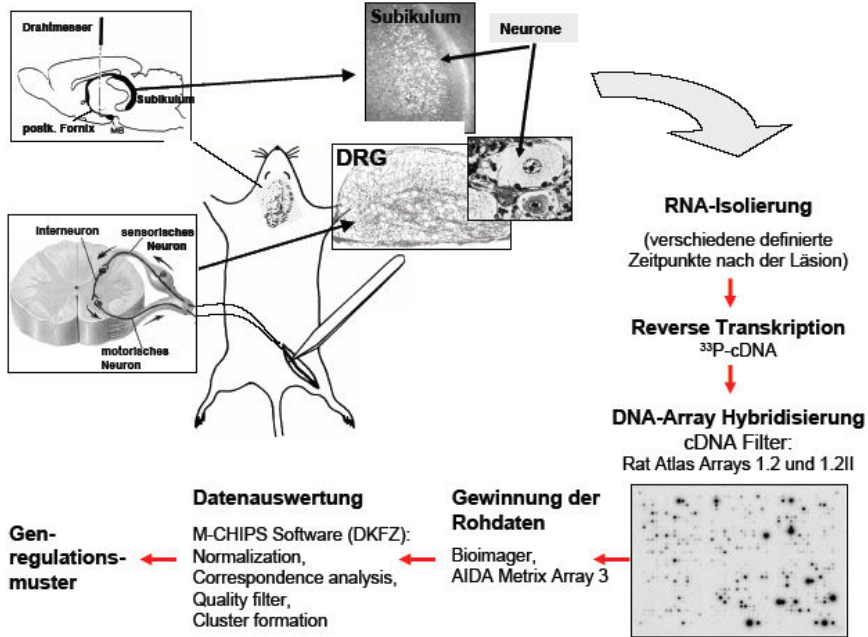 Drahtmesser
Subikulum
postk. Fornix
MB
Subikulum
Neurone
DRG
Interneuron
sensorisches
Neuron
motorisches
Neuron
RNA-Isolierung
(verschiedene definierte
Zeitpunkte nach der Läsion)
Reverse Transkription
³³P-cDNA
DNA-Array Hybridisierung
cDNA Filter:
Rat Atlas Arrays 1.2 und 1.2II
Gewinnung der
Rohdaten
Bioimager,
AIDA Metrix Array 3
Datenauswertung
M-CHIPS Software (DKFZ):
Normalization,
Correspondence analysis,
Quality filter,
Cluster formation
Gen-
regulations-
muster